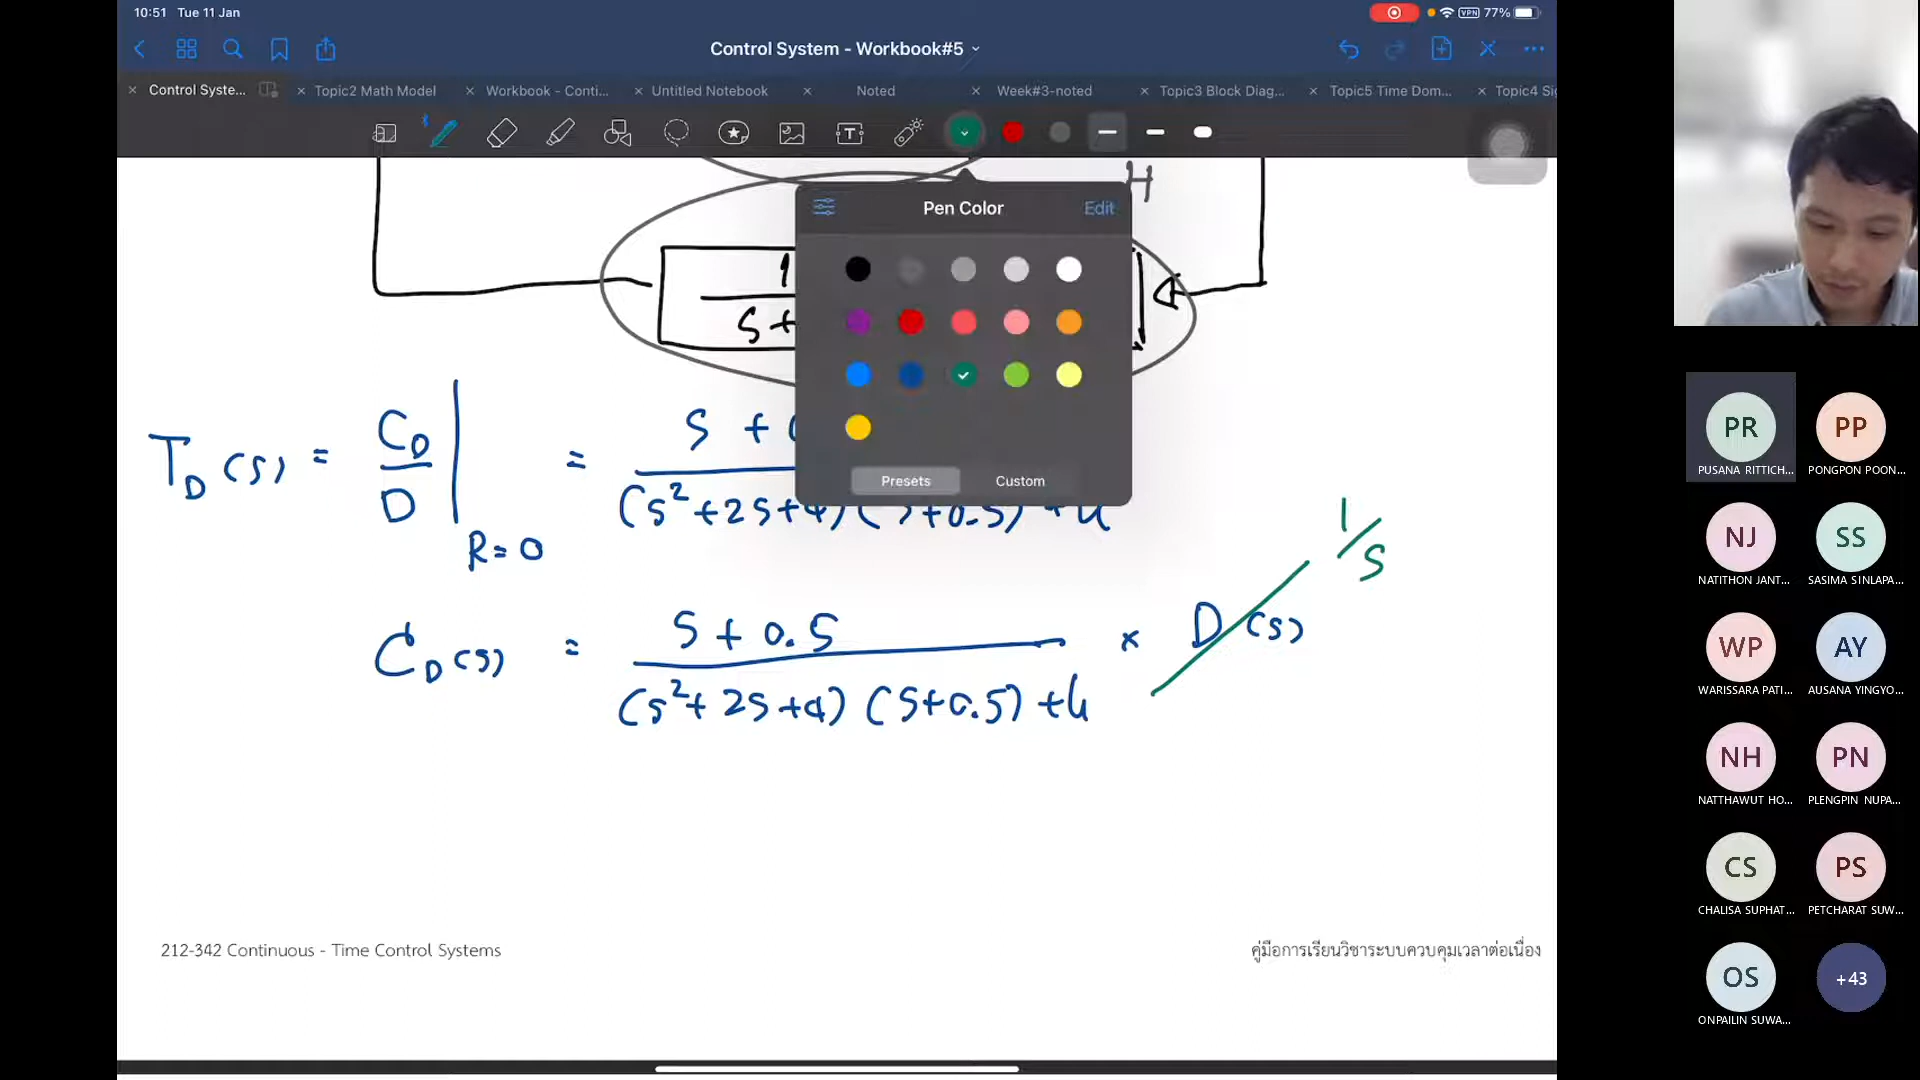 10:51 Tue 11 Jan
VPN 77%
Control System - Workbook#5
Control Syste...
Topic2 Math Model
Workbook - Conti...
Untitled Notebook
Noted
Week#3-noted
Topic3 Block Diag...
Topic5 Time Dom...
Topic4 Si
H
Pen Color
Edit
1
S+
Presets
Custom
T_D(s) = C_D/D | R=0 = S +
(s²+2s+4)(s+0.5)+4
1/S
C_D(s) = S+0.5 / (s²+2s+4)(s+0.5)+4 × D(s)
212-342 Continuous - Time Control Systems
คู่มือการเรียนวิชาระบบควบคุมเวลาต่อเนื่อง
PR
PUSANA RITTICH...
PP
PONGPON POON...
NJ
NATITHON JANT...
SS
SASIMA SINLAPA...
WP
WARISSARA PATI...
AY
AUSANA YINGYO...
NH
NATTHAWUT HO...
PN
PLENGPIN NUPA...
CS
CHALISA SUPHAT...
PS
PETCHARAT SUW...
OS
ONPAILIN SUWA...
+43